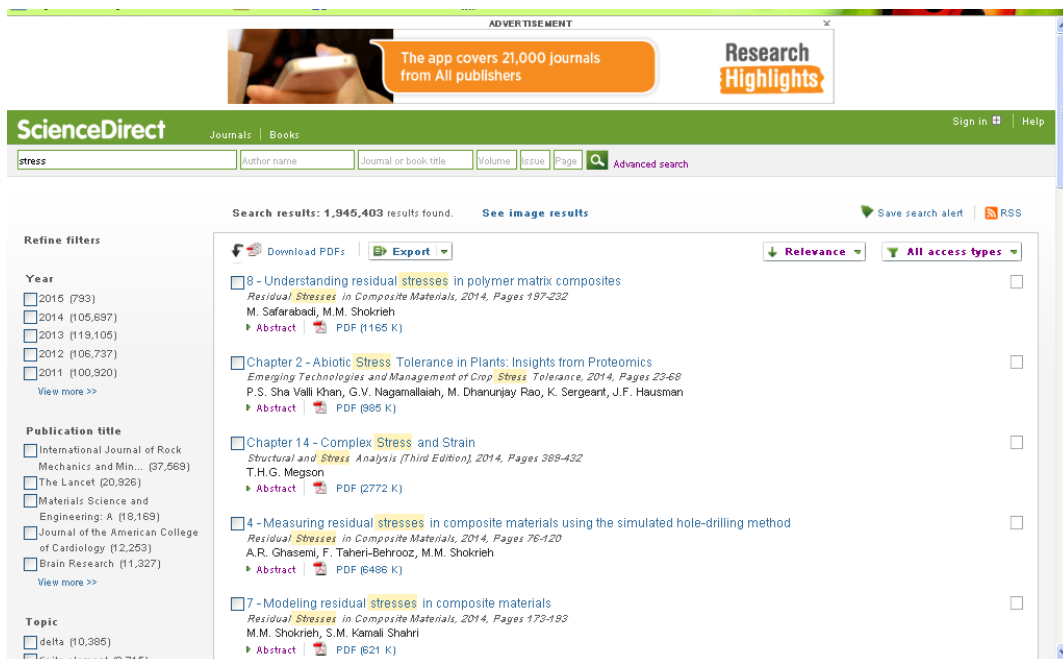 ADVERTISEMENT
The app covers 21,000 journals
from All publishers
Research
Highlights
ScienceDirect
Journals | Books
Sign in | Help
stress
Author name
Journal or book title
Volume
Issue
Page
Advanced search
Search results: 1,945,403 results found.
See image results
Save search alert
RSS
Refine filters
Year
2015 (793)
2014 (105,697)
2013 (119,105)
2012 (106,737)
2011 (100,920)
View more >>
Publication title
International Journal of Rock
Mechanics and Min... (37,569)
The Lancet (20,926)
Materials Science and
Engineering: A (18,169)
Journal of the American College
of Cardiology (12,253)
Brain Research (11,327)
View more >>
Topic
delta (10,385)
Download PDFs
Export
Relevance
All access types
8 - Understanding residual stresses in polymer matrix composites
Residual Stresses in Composite Materials, 2014, Pages 197-232
M. Safarabadi, M.M. Shokrieh
Abstract | PDF (1165 K)
Chapter 2 - Abiotic Stress Tolerance in Plants: Insights from Proteomics
Emerging Technologies and Management of Crop Stress Tolerance, 2014, Pages 23-68
P.S. Sha Valli Khan, G.V. Nagamallaiah, M. Dhanunjay Rao, K. Sergeant, J.F. Hausman
Abstract | PDF (985 K)
Chapter 14 - Complex Stress and Strain
Structural and Stress Analysis (Third Edition), 2014, Pages 389-432
T.H.G. Megson
Abstract | PDF (2772 K)
4 - Measuring residual stresses in composite materials using the simulated hole-drilling method
Residual Stresses in Composite Materials, 2014, Pages 76-120
A.R. Ghasemi, F. Taheri-Behrooz, M.M. Shokrieh
Abstract | PDF (6486 K)
7 - Modeling residual stresses in composite materials
Residual Stresses in Composite Materials, 2014, Pages 173-193
M.M. Shokrieh, S.M. Kamali Shahri
Abstract | PDF (621 K)